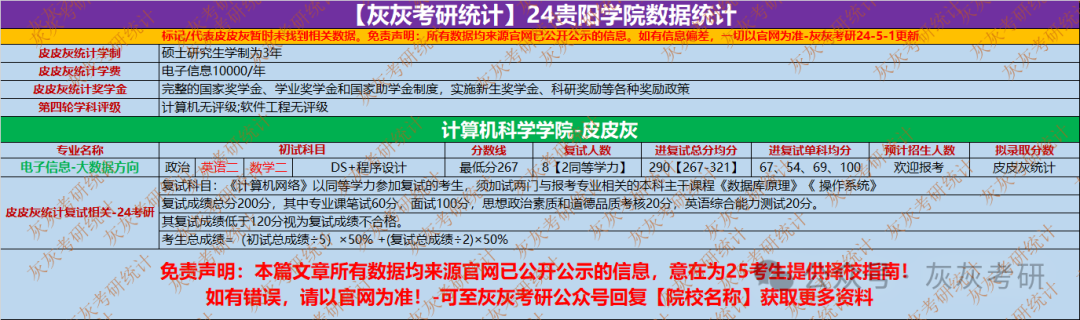 【灰灰考研统计】24贵阳学院数据统计
标记/代表皮皮灰暂时未找到相关数据。免责声明：所有数据均来源官网已公开公示的信息。如有信息偏差，一切以官网为准-灰灰考研24-5-1更新
皮皮灰统计学制 硕士研究生学制为3年
皮皮灰统计学费 电子信息10000/年
皮皮灰统计奖学金 完整的国家奖学金、学业奖学金和国家助学金制度，实施新生奖学金、科研奖励等各种奖励政策
第四轮学科评级 计算机无评级;软件工程无评级
计算机科学学院-皮皮灰
专业名称 初试科目 分数线 复试人数 进复试总分均分 进复试单科均分 预计招生人数 拟录取分数
电子信息-大数据方向 政治 英语二 数学二 DS+程序设计 最低分267 8【2同等学力】 290【267-321】 67、54、69、100 欢迎报考 皮皮灰统计
皮皮灰统计复试相关-24考研
复试科目：《计算机网络》以同等学力参加复试的考生，须加试两门与报考专业相关的本科主干课程《数据库原理》《 操作系统》
复试成绩总分200分，其中专业课笔试60分，面试100分，思想政治素质和道德品质考核20分，英语综合能力测试20分。
其复试成绩低于120分视为复试成绩不合格。
考生总成绩=（初试总成绩÷5）×50% +(复试总成绩÷2)×50%
免责声明：本篇文章所有数据均来源官网已公开公示的信息，意在为25考生提供择校指南！
如有错误，请以官网为准！-可至灰灰考研公众号回复【院校名称】获取更多资料
公众号 灰灰考研
灰灰考研统计